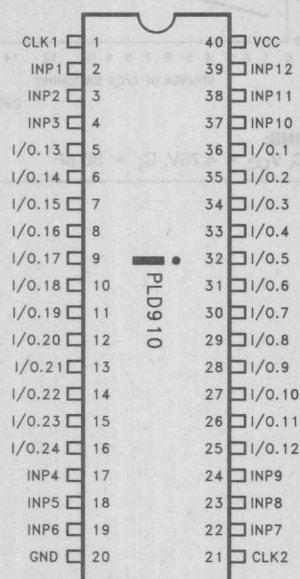 CLK1 1 40 VCC
INP1 2 39 INP12
INP2 3 38 INP11
INP3 4 37 INP10
I/O.13 5 36 I/O.1
I/O.14 6 35 I/O.2
I/O.15 7 34 I/O.3
I/O.16 8 33 I/O.4
I/O.17 9 32 I/O.5
I/O.18 10 31 I/O.6
I/O.19 11 30 I/O.7
I/O.20 12 29 I/O.8
I/O.21 13 28 I/O.9
I/O.22 14 27 I/O.10
I/O.23 15 26 I/O.11
I/O.24 16 25 I/O.12
INP4 17 24 INP9
INP5 18 23 INP8
INP6 19 22 INP7
GND 20 21 CLK2
i PLD910